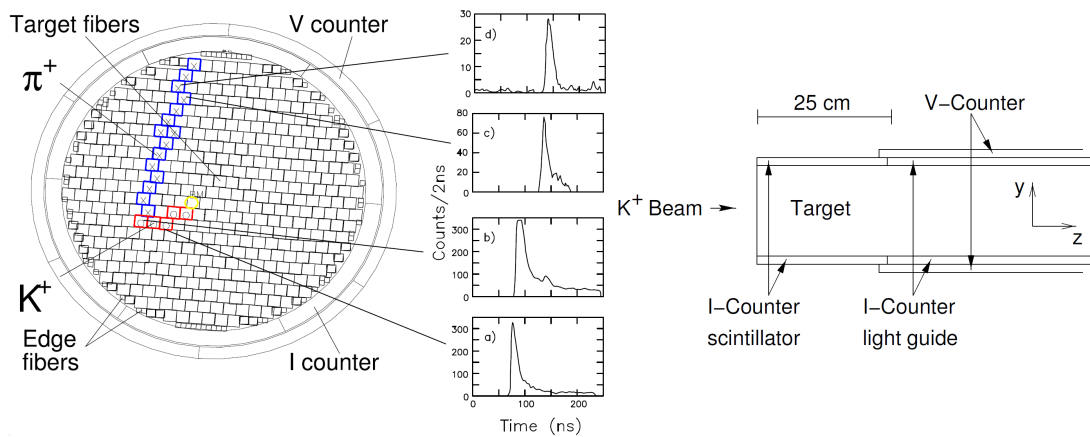 Target fibers
V counter
π+
K+
Edge
fibers
I counter
d)
30
20
10
0
c)
80
60
40
20
0
b)
300
200
100
0
a)
300
200
100
0
0
100
200
Counts/2ns
Time (ns)
25 cm
V-Counter
K+ Beam
Target
y
z
I-Counter
scintillator
I-Counter
light guide